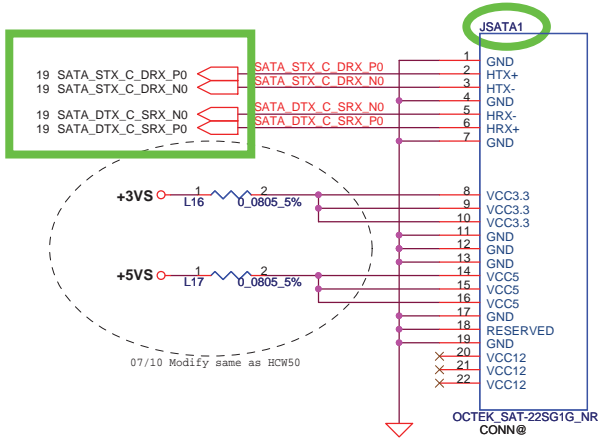 JSATA1
19 SATA_STX_C_DRX_P0
19 SATA_STX_C_DRX_N0
19 SATA_DTX_C_SRX_N0
19 SATA_DTX_C_SRX_P0
SATA_STX_C_DRX_P0
SATA_STX_C_DRX_N0
SATA_DTX_C_SRX_N0
SATA_DTX_C_SRX_P0
1 GND
2 HTX+
3 HTX-
4 GND
5 HRX-
6 HRX+
7 GND
+3VS 1 2
L16 0_0805_5%
8 VCC3.3
9 VCC3.3
10 VCC3.3
11 GND
12 GND
13 GND
+5VS 1 2
L17 0_0805_5%
14 VCC5
15 VCC5
16 VCC5
17 GND
18 RESERVED
19 GND
20 VCC12
21 VCC12
22 VCC12
07/10 Modify same as HCW50
OCTEK_SAT-22SG1G_NR
CONN@